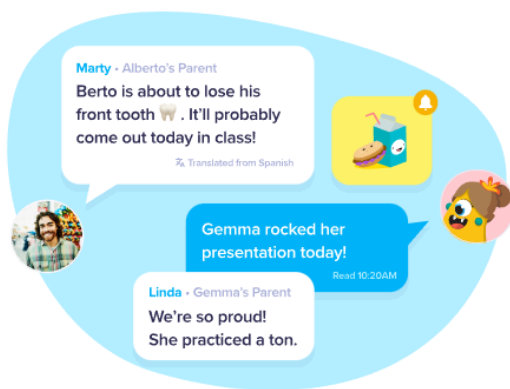 Marty • Alberto's Parent
Berto is about to lose his
front tooth 🦷 . It'll probably
come out today in class!
Translated from Spanish
Gemma rocked her
presentation today!
Read 10:20AM
Linda • Gemma's Parent
We're so proud!
She practiced a ton.